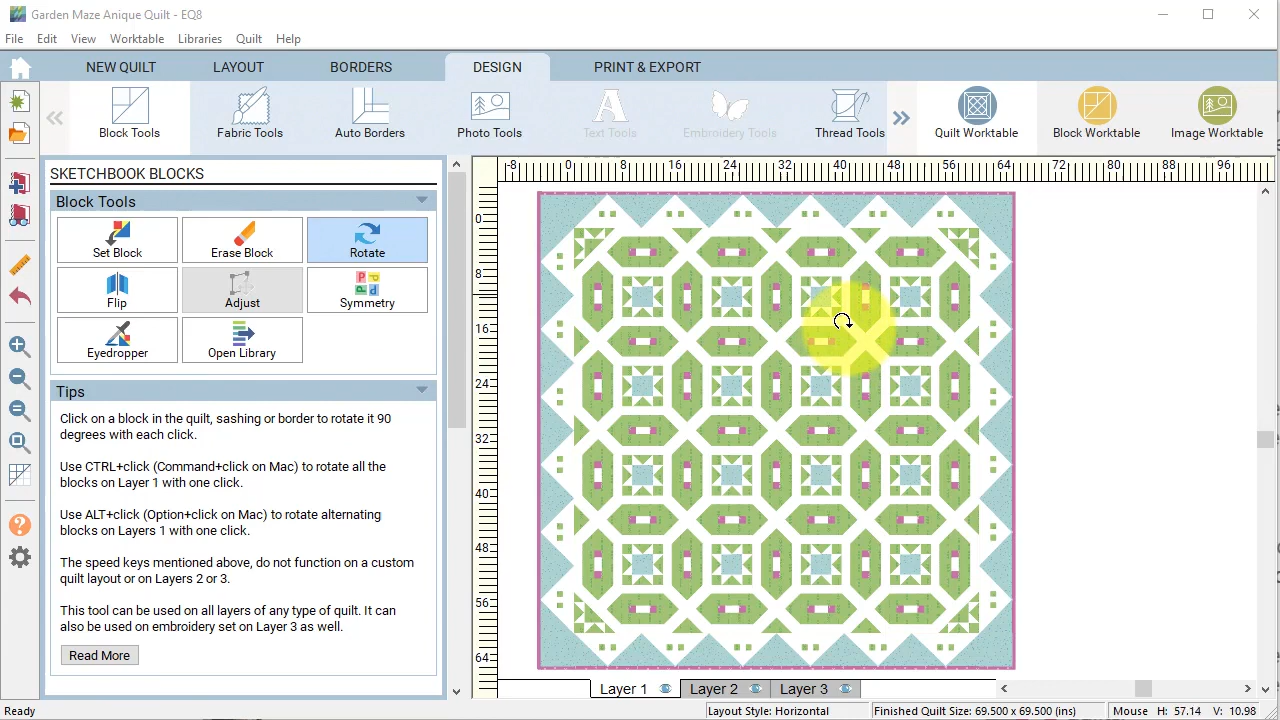 Garden Maze Anique Quilt - EQ8
File Edit View Worktable Libraries Quilt Help
NEW QUILT LAYOUT BORDERS DESIGN PRINT & EXPORT
Block Tools Fabric Tools Auto Borders Photo Tools Text Tools Embroidery Tools Thread Tools Quilt Worktable Block Worktable Image Worktable
SKETCHBOOK BLOCKS
Block Tools
Set Block Erase Block Rotate
Flip Adjust Symmetry
Eyedropper Open Library
Tips
Click on a block in the quilt, sashing or border to rotate it 90
degrees with each click.
Use CTRL+click (Command+click on Mac) to rotate all the
blocks on Layer 1 with one click.
Use ALT+click (Option+click on Mac) to rotate alternating
blocks on Layers 1 with one click.
The speed keys mentioned above, do not function on a custom
quilt layout or on Layers 2 or 3.
This tool can be used on all layers of any type of quilt. It can
also be used on embroidery set on Layer 3 as well.
Read More
-8 0 8 16 24 32 40 48 56 64 72 80 88 96
0
8
16
24
32
40
48
56
64
Layer 1 Layer 2 Layer 3
Ready Layout Style: Horizontal Finished Quilt Size: 69.500 x 69.500 (ins) Mouse H: 57.14 V: 10.98